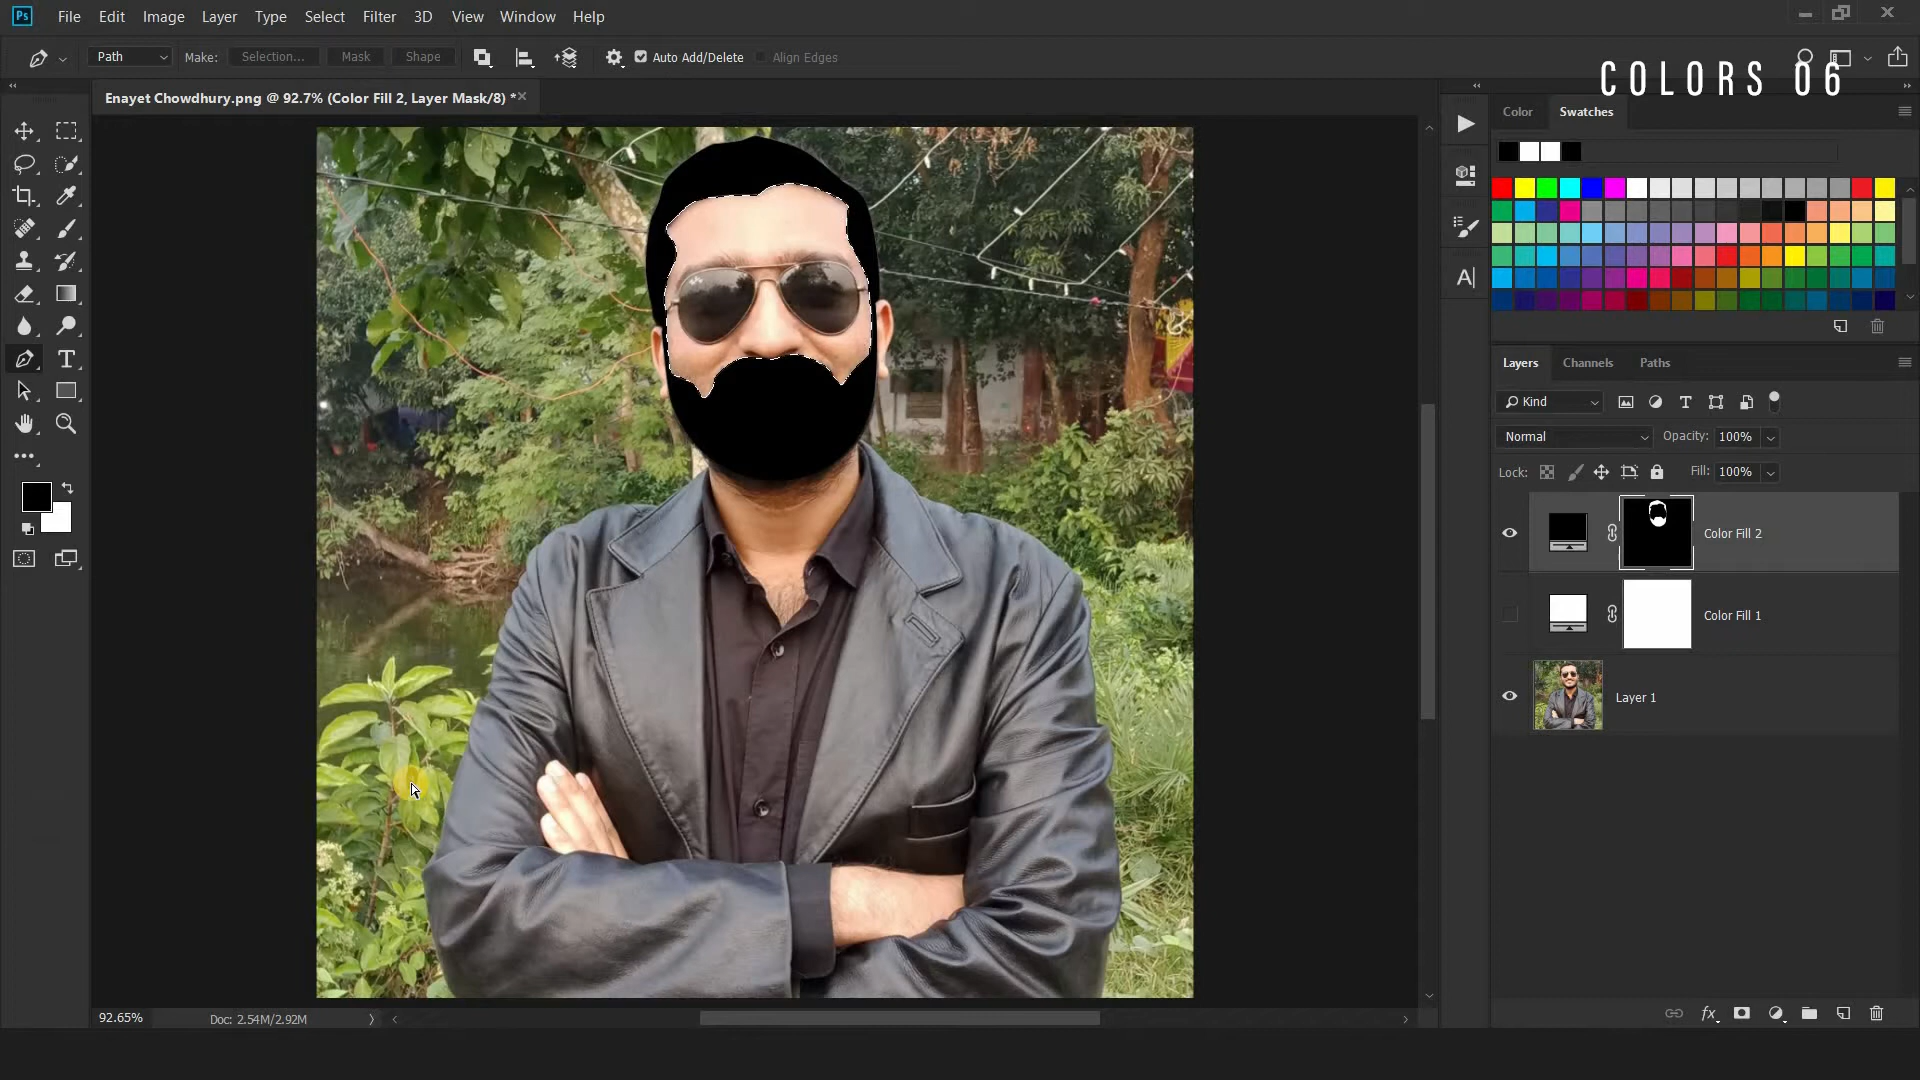 Ps File Edit Image Layer Type Select Filter 3D View Window Help
Path Make: Selection... Mask Shape Auto Add/Delete Align Edges
COLORS 06
Enayet Chowdhury.png @ 92.7% (Color Fill 2, Layer Mask/8) *
Color Swatches
Layers Channels Paths
Kind
Normal Opacity: 100%
Lock: Fill: 100%
Color Fill 2
Color Fill 1
Layer 1
92.65% Doc: 2.54M/2.92M
fx